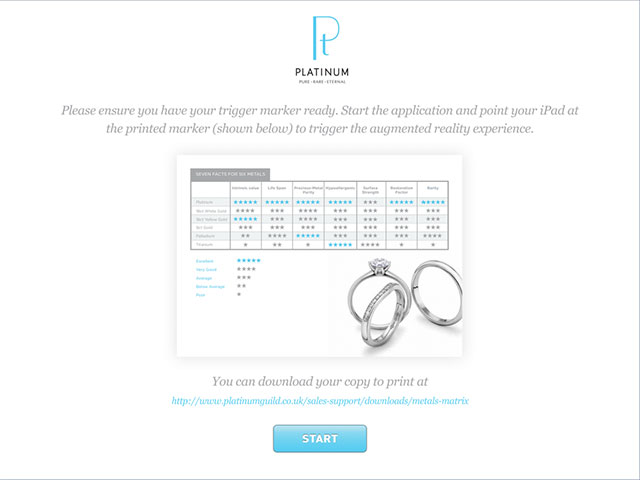 Pt
PLATINUM
PURE • RARE • ETERNAL
Please ensure you have your trigger marker ready. Start the application and point your iPad at
the printed marker (shown below) to trigger the augmented reality experience.
SEVEN FACTS FOR SIX METALS
Intrinsic value Life Span Precious Metal Purity Hypoallergenic Surface Strength Restoration Factor Rarity
Platinum ★★★★★ ★★★★★ ★★★★★ ★★★★★ ★★★ ★★★★★ ★★★★★
18ct White Gold ★★★★ ★★★★ ★★★★ ★★★ ★★★ ★★★ ★★★
18ct Yellow Gold ★★★★★ ★★★ ★★★★ ★★★ ★★★ ★★★★ ★★★
9ct Gold ★★★ ★★★ ★★★ ★★★ ★★★ ★★★ ★★★
Palladium ★★ ★★★★ ★★★★★ ★★★ ★★★ ★★★ ★★★★
Titanium ★ ★★ ★ ★★★★★ ★★★★ ★ ★
Excellent ★★★★★
Very Good ★★★★
Average ★★★
Below Average ★★
Poor ★
You can download your copy to print at
http://www.platinumguild.co.uk/sales-support/downloads/metals-matrix
START